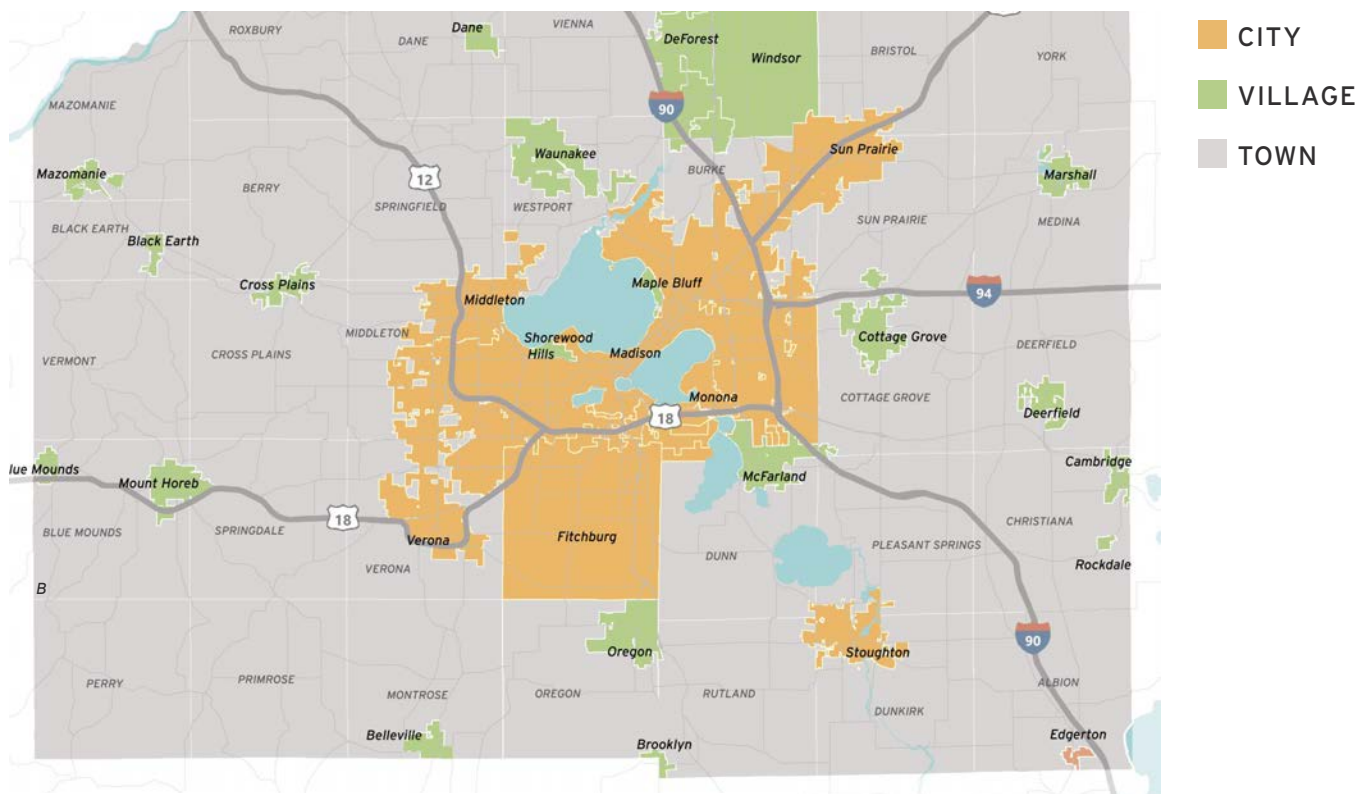 ROXBURY
Dane
DANE
VIENNA
DeForest
Windsor
BRISTOL
YORK
MAZOMANIE
90
Mazomanie
BERRY
12
SPRINGFIELD
Waunakee
WESTPORT
BURKE
Sun Prairie
SUN PRAIRIE
Marshall
MEDINA
BLACK EARTH
Black Earth
Cross Plains
Middleton
Maple Bluff
94
MIDDLETON
Shorewood
Hills
Madison
Cottage Grove
VERMONT
CROSS PLAINS
DEERFIELD
Monona
COTTAGE GROVE
Deerfield
18
lue Mounds
Mount Horeb
McFarland
Cambridge
BLUE MOUNDS
SPRINGDALE
18
Verona
VERONA
Fitchburg
DUNN
PLEASANT SPRINGS
CHRISTIANA
Rockdale
B
Oregon
Stoughton
90
PERRY
PRIMROSE
MONTROSE
OREGON
RUTLAND
DUNKIRK
ALBION
Belleville
Brooklyn
Edgerton
CITY
VILLAGE
TOWN